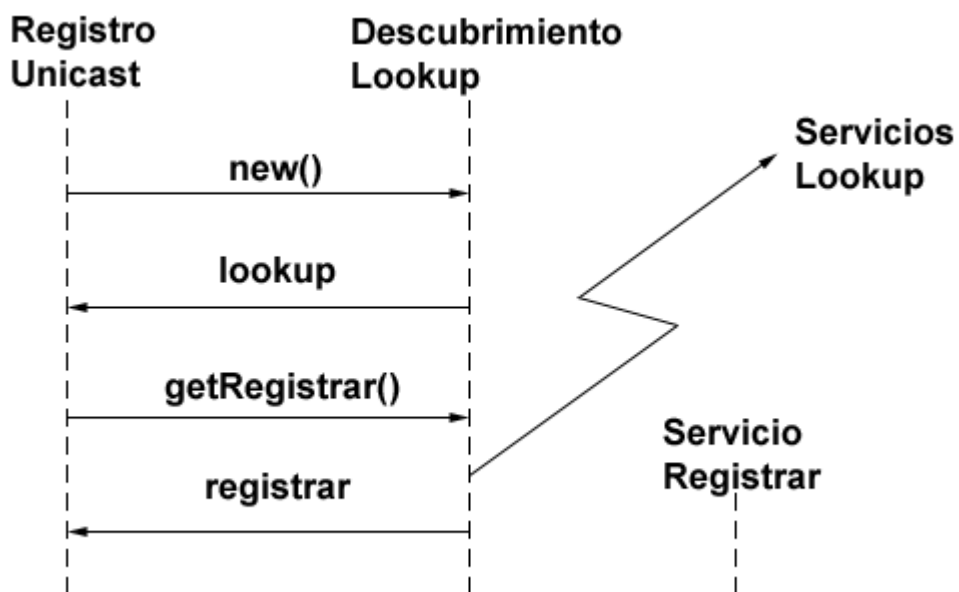 Registro
Unicast
Descubrimiento
Lookup
Servicios
Lookup
new()
lookup
getRegistrar()
Servicio
Registrar
registrar